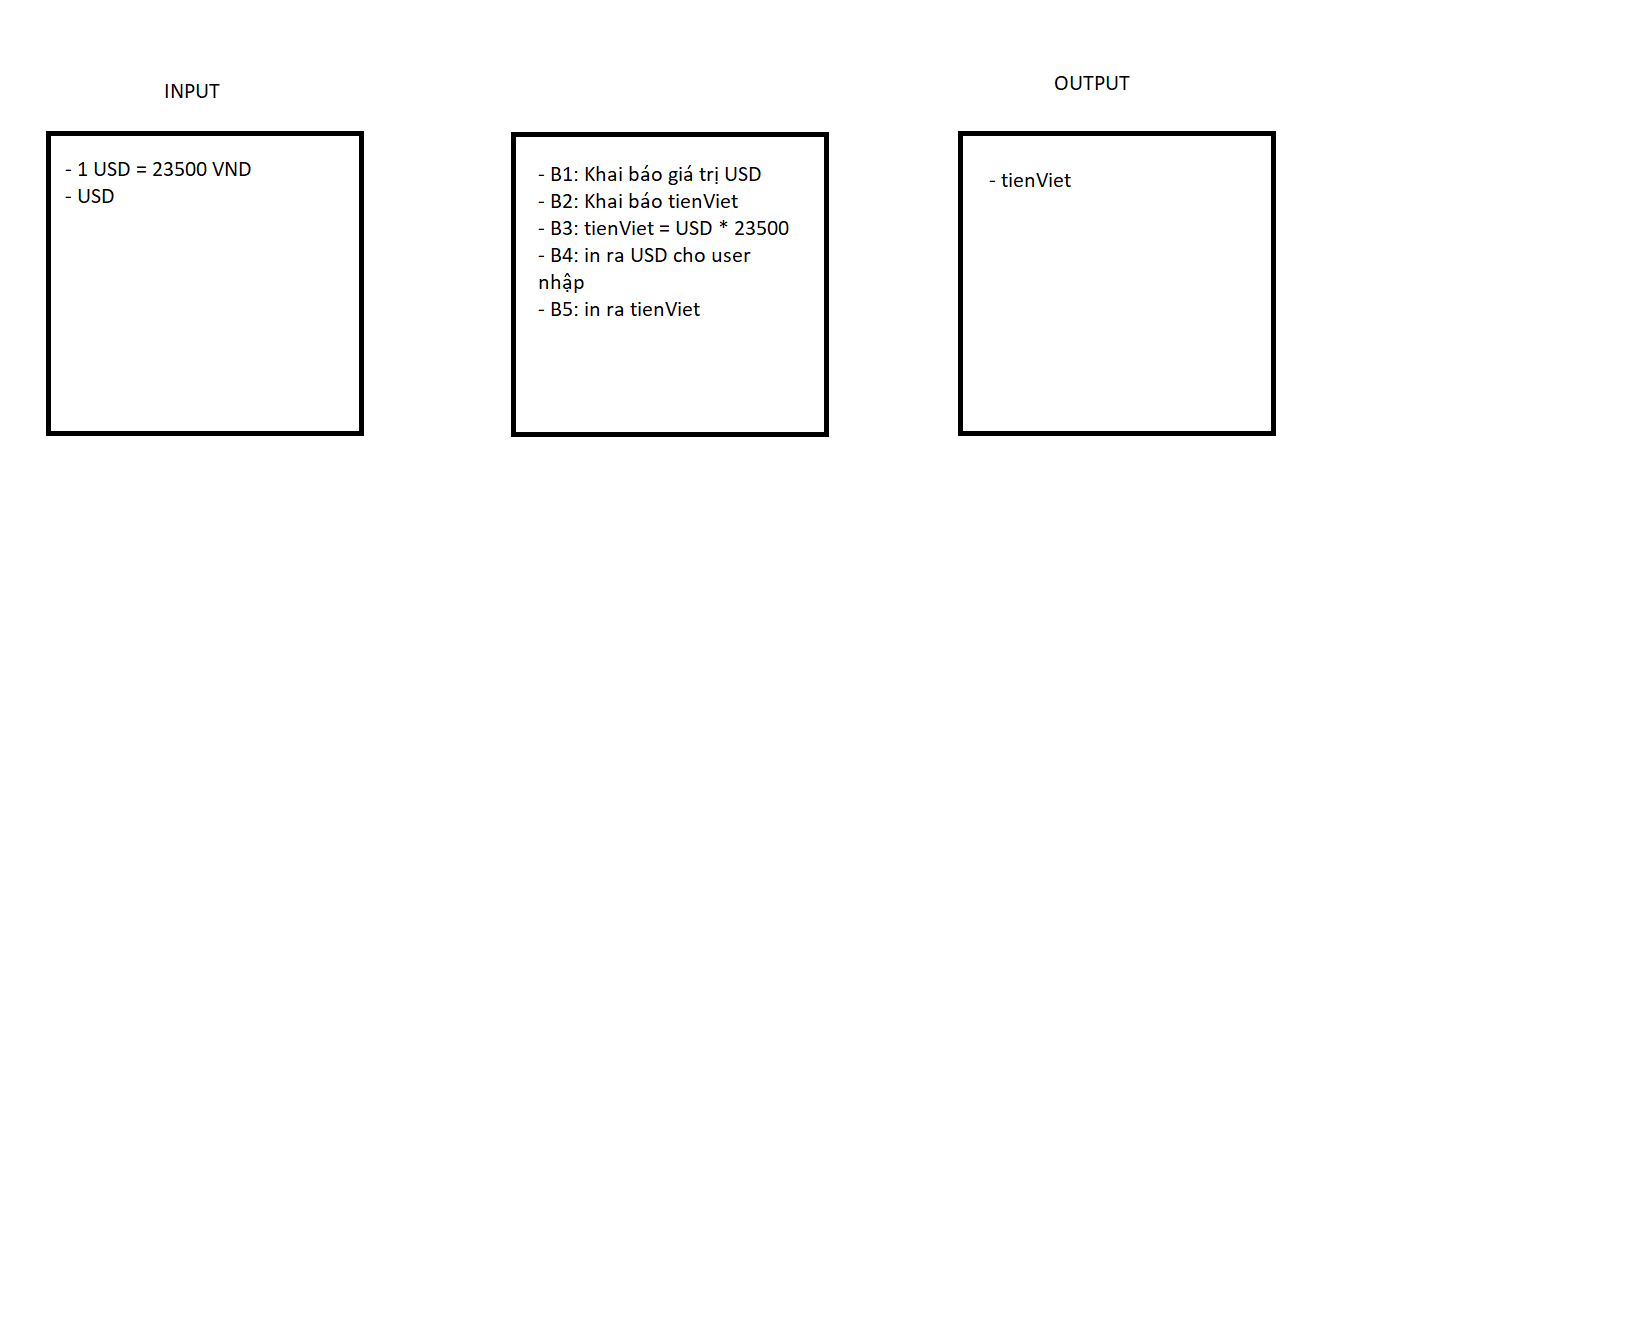 INPUT
- 1 USD = 23500 VND
- USD
- B1: Khai báo giá trị USD
- B2: Khai báo tienViet
- B3: tienViet = USD * 23500
- B4: in ra USD cho user
nhập
- B5: in ra tienViet
OUTPUT
- tienViet